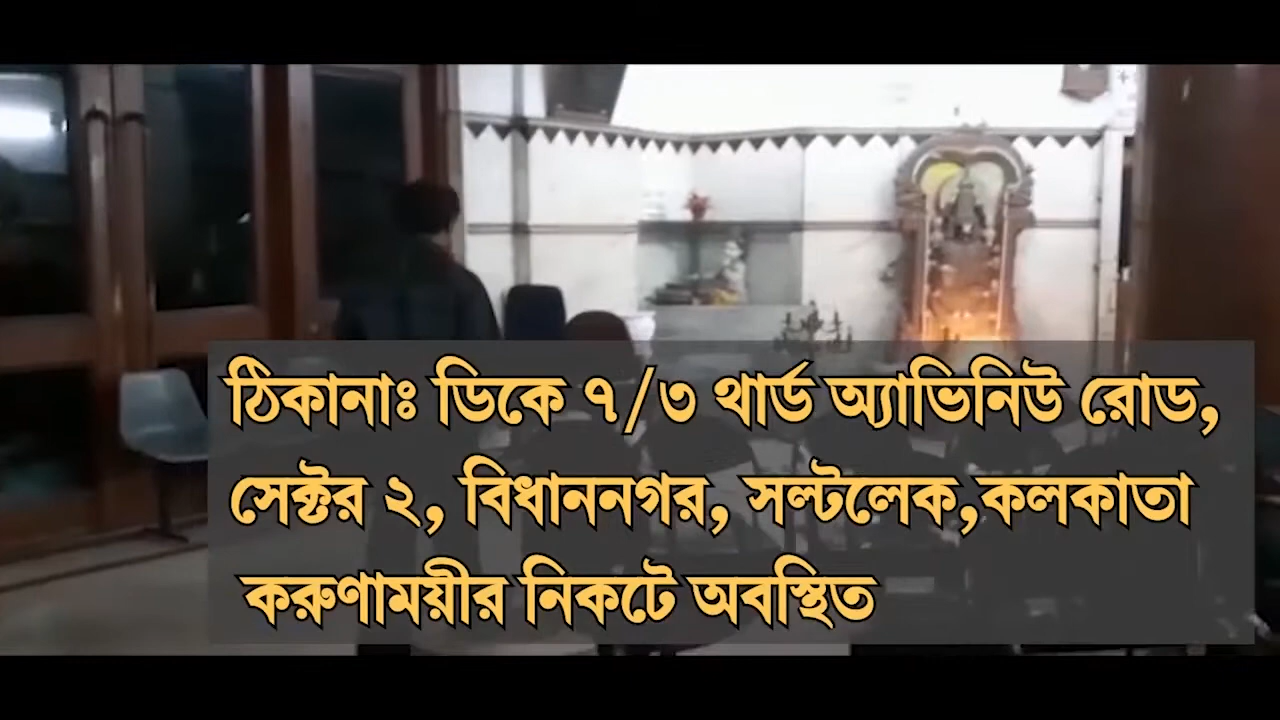 ঠিকানাঃ ডিকে ৭/৩ থার্ড অ্যাভিনিউ রোড,
সেক্টর ২, বিধাননগর, সল্টলেক,কলকাতা
করুণাময়ীর নিকটে অবস্থিত